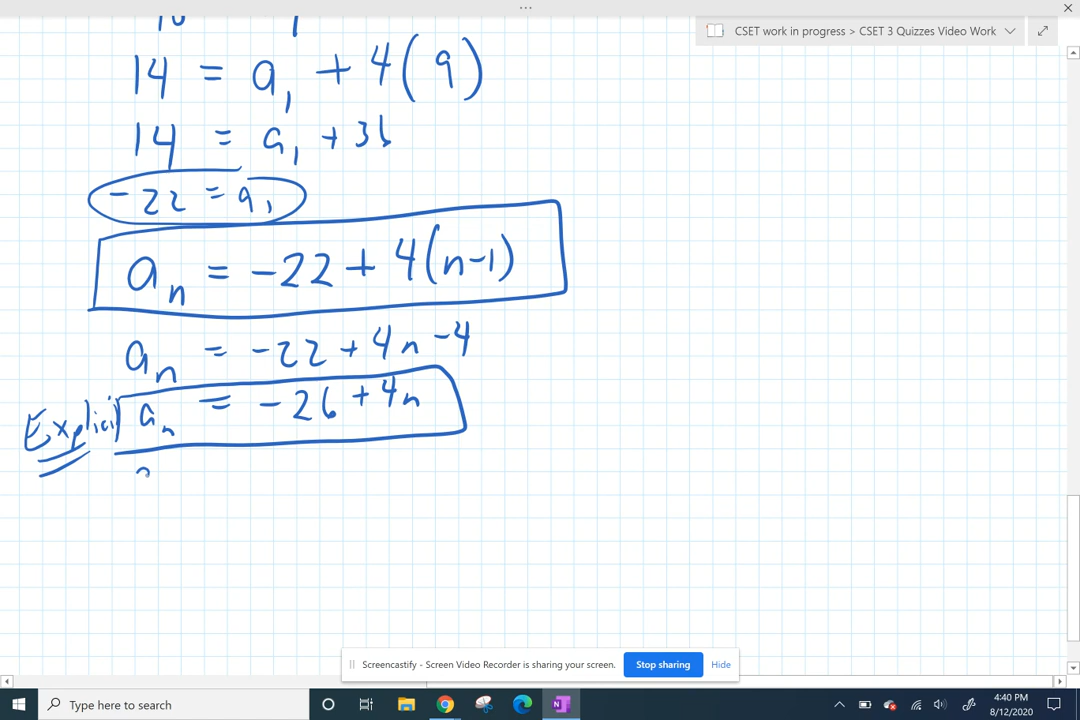 CSET work in progress > CSET 3 Quizzes Video Work
14 = a₁ + 4(9)
14 = a₁ + 36
-22 = a₁
aₙ = -22 + 4(n-1)
aₙ = -22 + 4n - 4
Explicit aₙ = -26 + 4n
Screencastify - Screen Video Recorder is sharing your screen.
Stop sharing
Hide
Type here to search
4:40 PM
8/12/2020